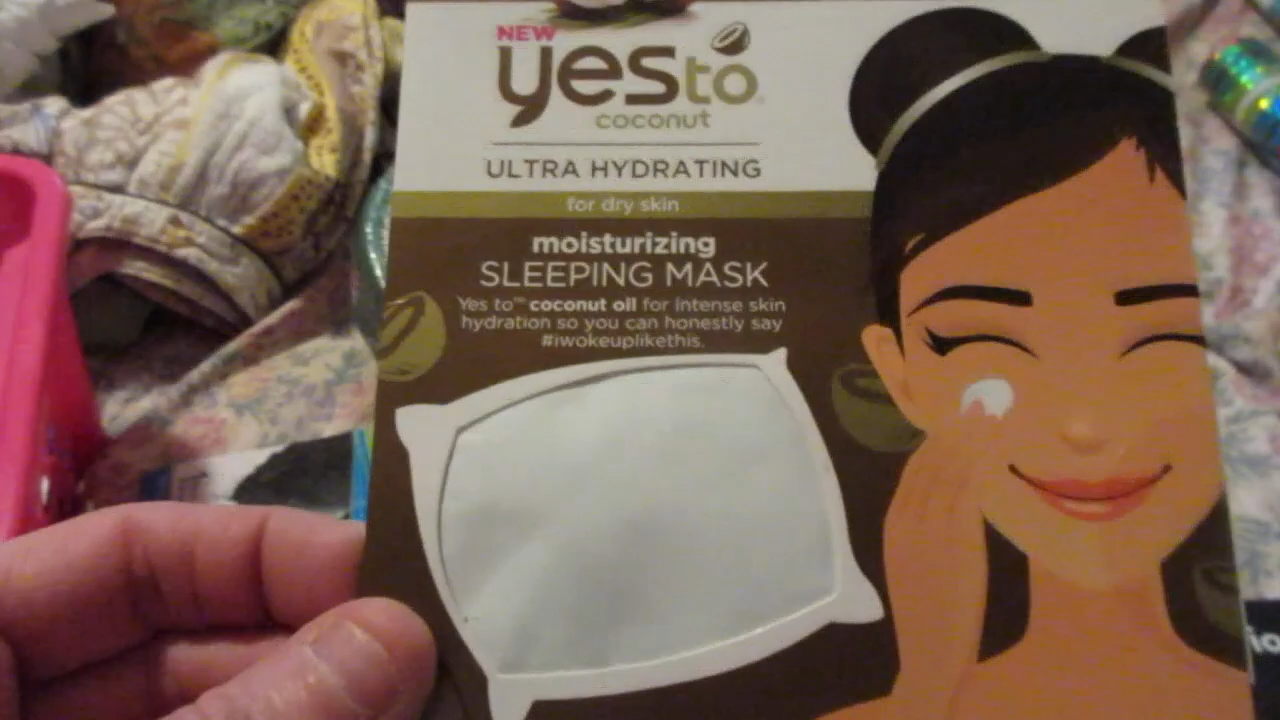 NEW
yes to
coconut
ULTRA HYDRATING
for dry skin
moisturizing
SLEEPING MASK
Yes to™ coconut oil for intense skin
hydration so you can honestly say
#iwokeuplikethis.